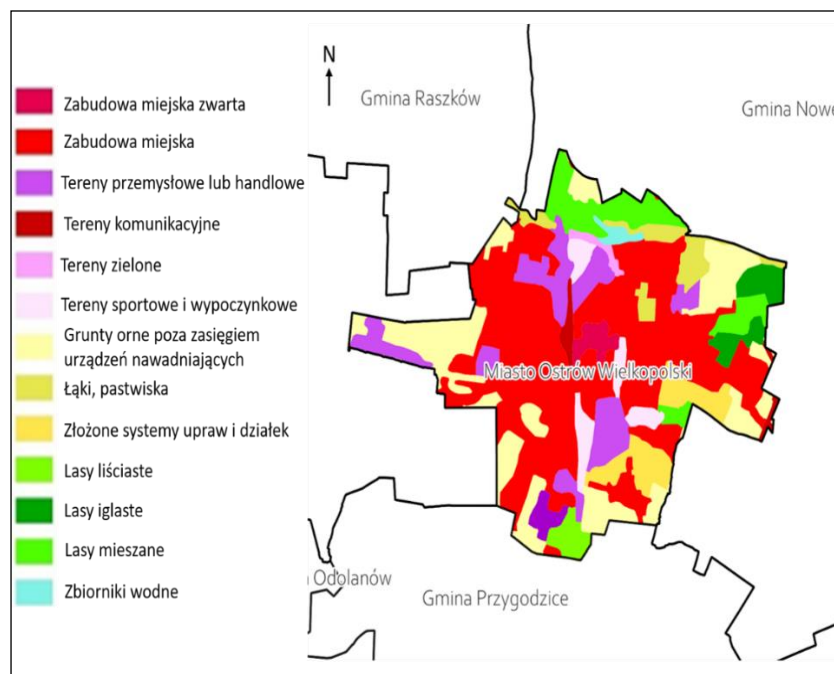 Zabudowa miejska zwarta
Zabudowa miejska
Tereny przemysłowe lub handlowe
Tereny komunikacyjne
Tereny zielone
Tereny sportowe i wypoczynkowe
Grunty orne poza zasięgiem
urządzeń nawadniających
Łąki, pastwiska
Złożone systemy upraw i działek
Lasy liściaste
Lasy iglaste
Lasy mieszane
Zbiorniki wodne
N
Gmina Raszków
Gmina Nowe
Miasto Ostrów Wielkopolski
Odolanów
Gmina Przygodzice